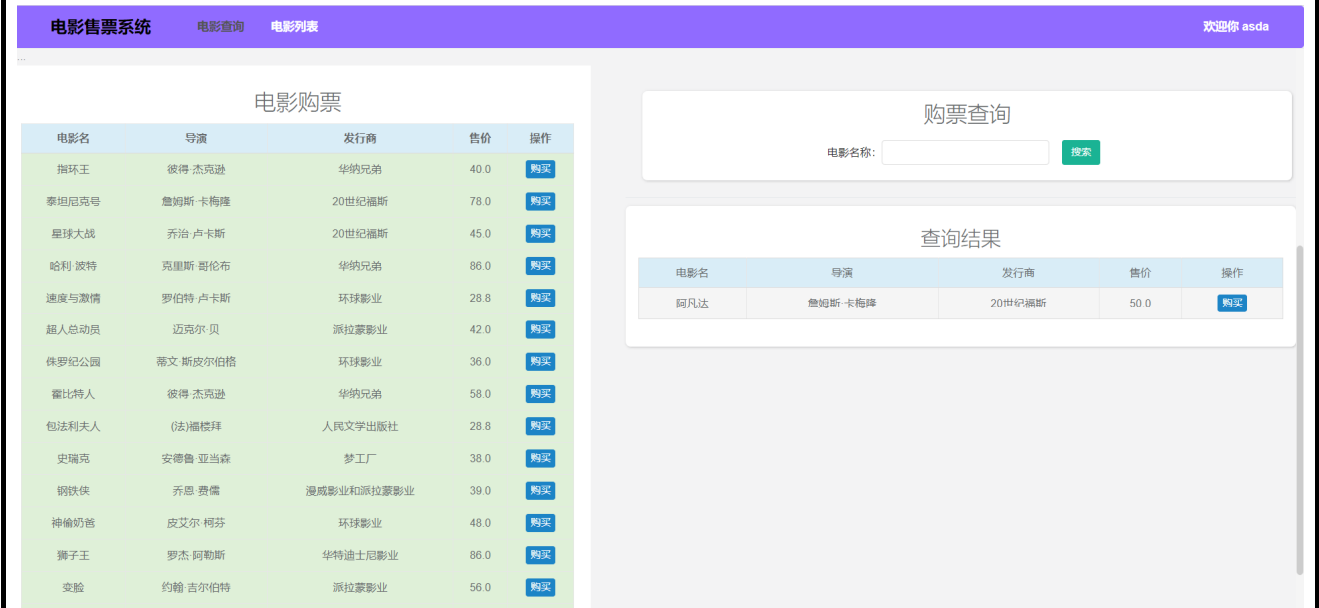 电影售票系统 电影查询 电影列表 欢迎你 asda
...
电影购票
电影名 导演 发行商 售价 操作
指环王 彼得·杰克逊 华纳兄弟 40.0 购买
泰坦尼克号 詹姆斯·卡梅隆 20世纪福斯 78.0 购买
星球大战 乔治·卢卡斯 20世纪福斯 45.0 购买
哈利·波特 克里斯·哥伦布 华纳兄弟 86.0 购买
速度与激情 罗伯特·卢卡斯 环球影业 28.8 购买
超人总动员 迈克尔·贝 派拉蒙影业 42.0 购买
侏罗纪公园 蒂文·斯皮尔伯格 环球影业 36.0 购买
霍比特人 彼得·杰克逊 华纳兄弟 58.0 购买
包法利夫人 (法)福楼拜 人民文学出版社 28.8 购买
史瑞克 安德鲁·亚当森 梦工厂 38.0 购买
钢铁侠 乔恩·费儒 漫威影业和派拉蒙影业 39.0 购买
神偷奶爸 皮艾尔·柯芬 环球影业 48.0 购买
狮子王 罗杰·阿勒斯 华特迪士尼影业 86.0 购买
变脸 约翰·吉尔伯特 派拉蒙影业 56.0 购买
购票查询
电影名称: 搜索
查询结果
电影名 导演 发行商 售价 操作
阿凡达 詹姆斯·卡梅隆 20世纪福斯 50.0 购买